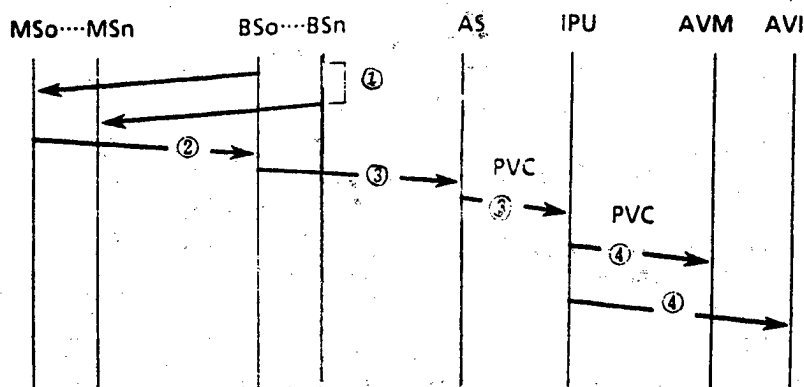 MSo····MSn BSo····BSn AS IPU AVM AVI
①
②
③ PVC
③ PVC
④
④